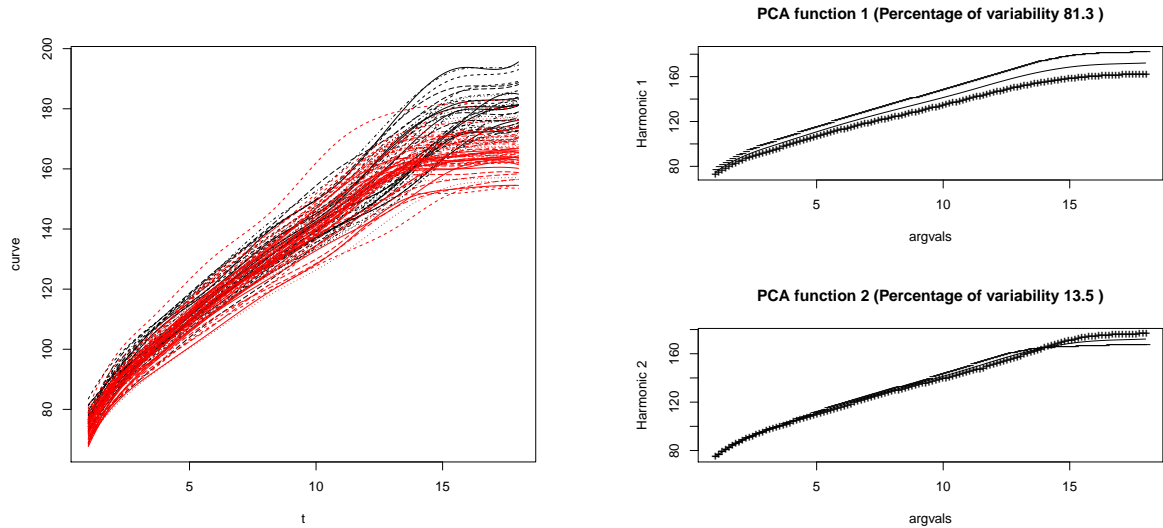 200
180
160
140
120
100
80
curve
5
10
15
t
PCA function 1 (Percentage of variability 81.3 )
160
120
80
Harmonic 1
5
10
15
argvals
PCA function 2 (Percentage of variability 13.5 )
160
120
80
Harmonic 2
5
10
15
argvals